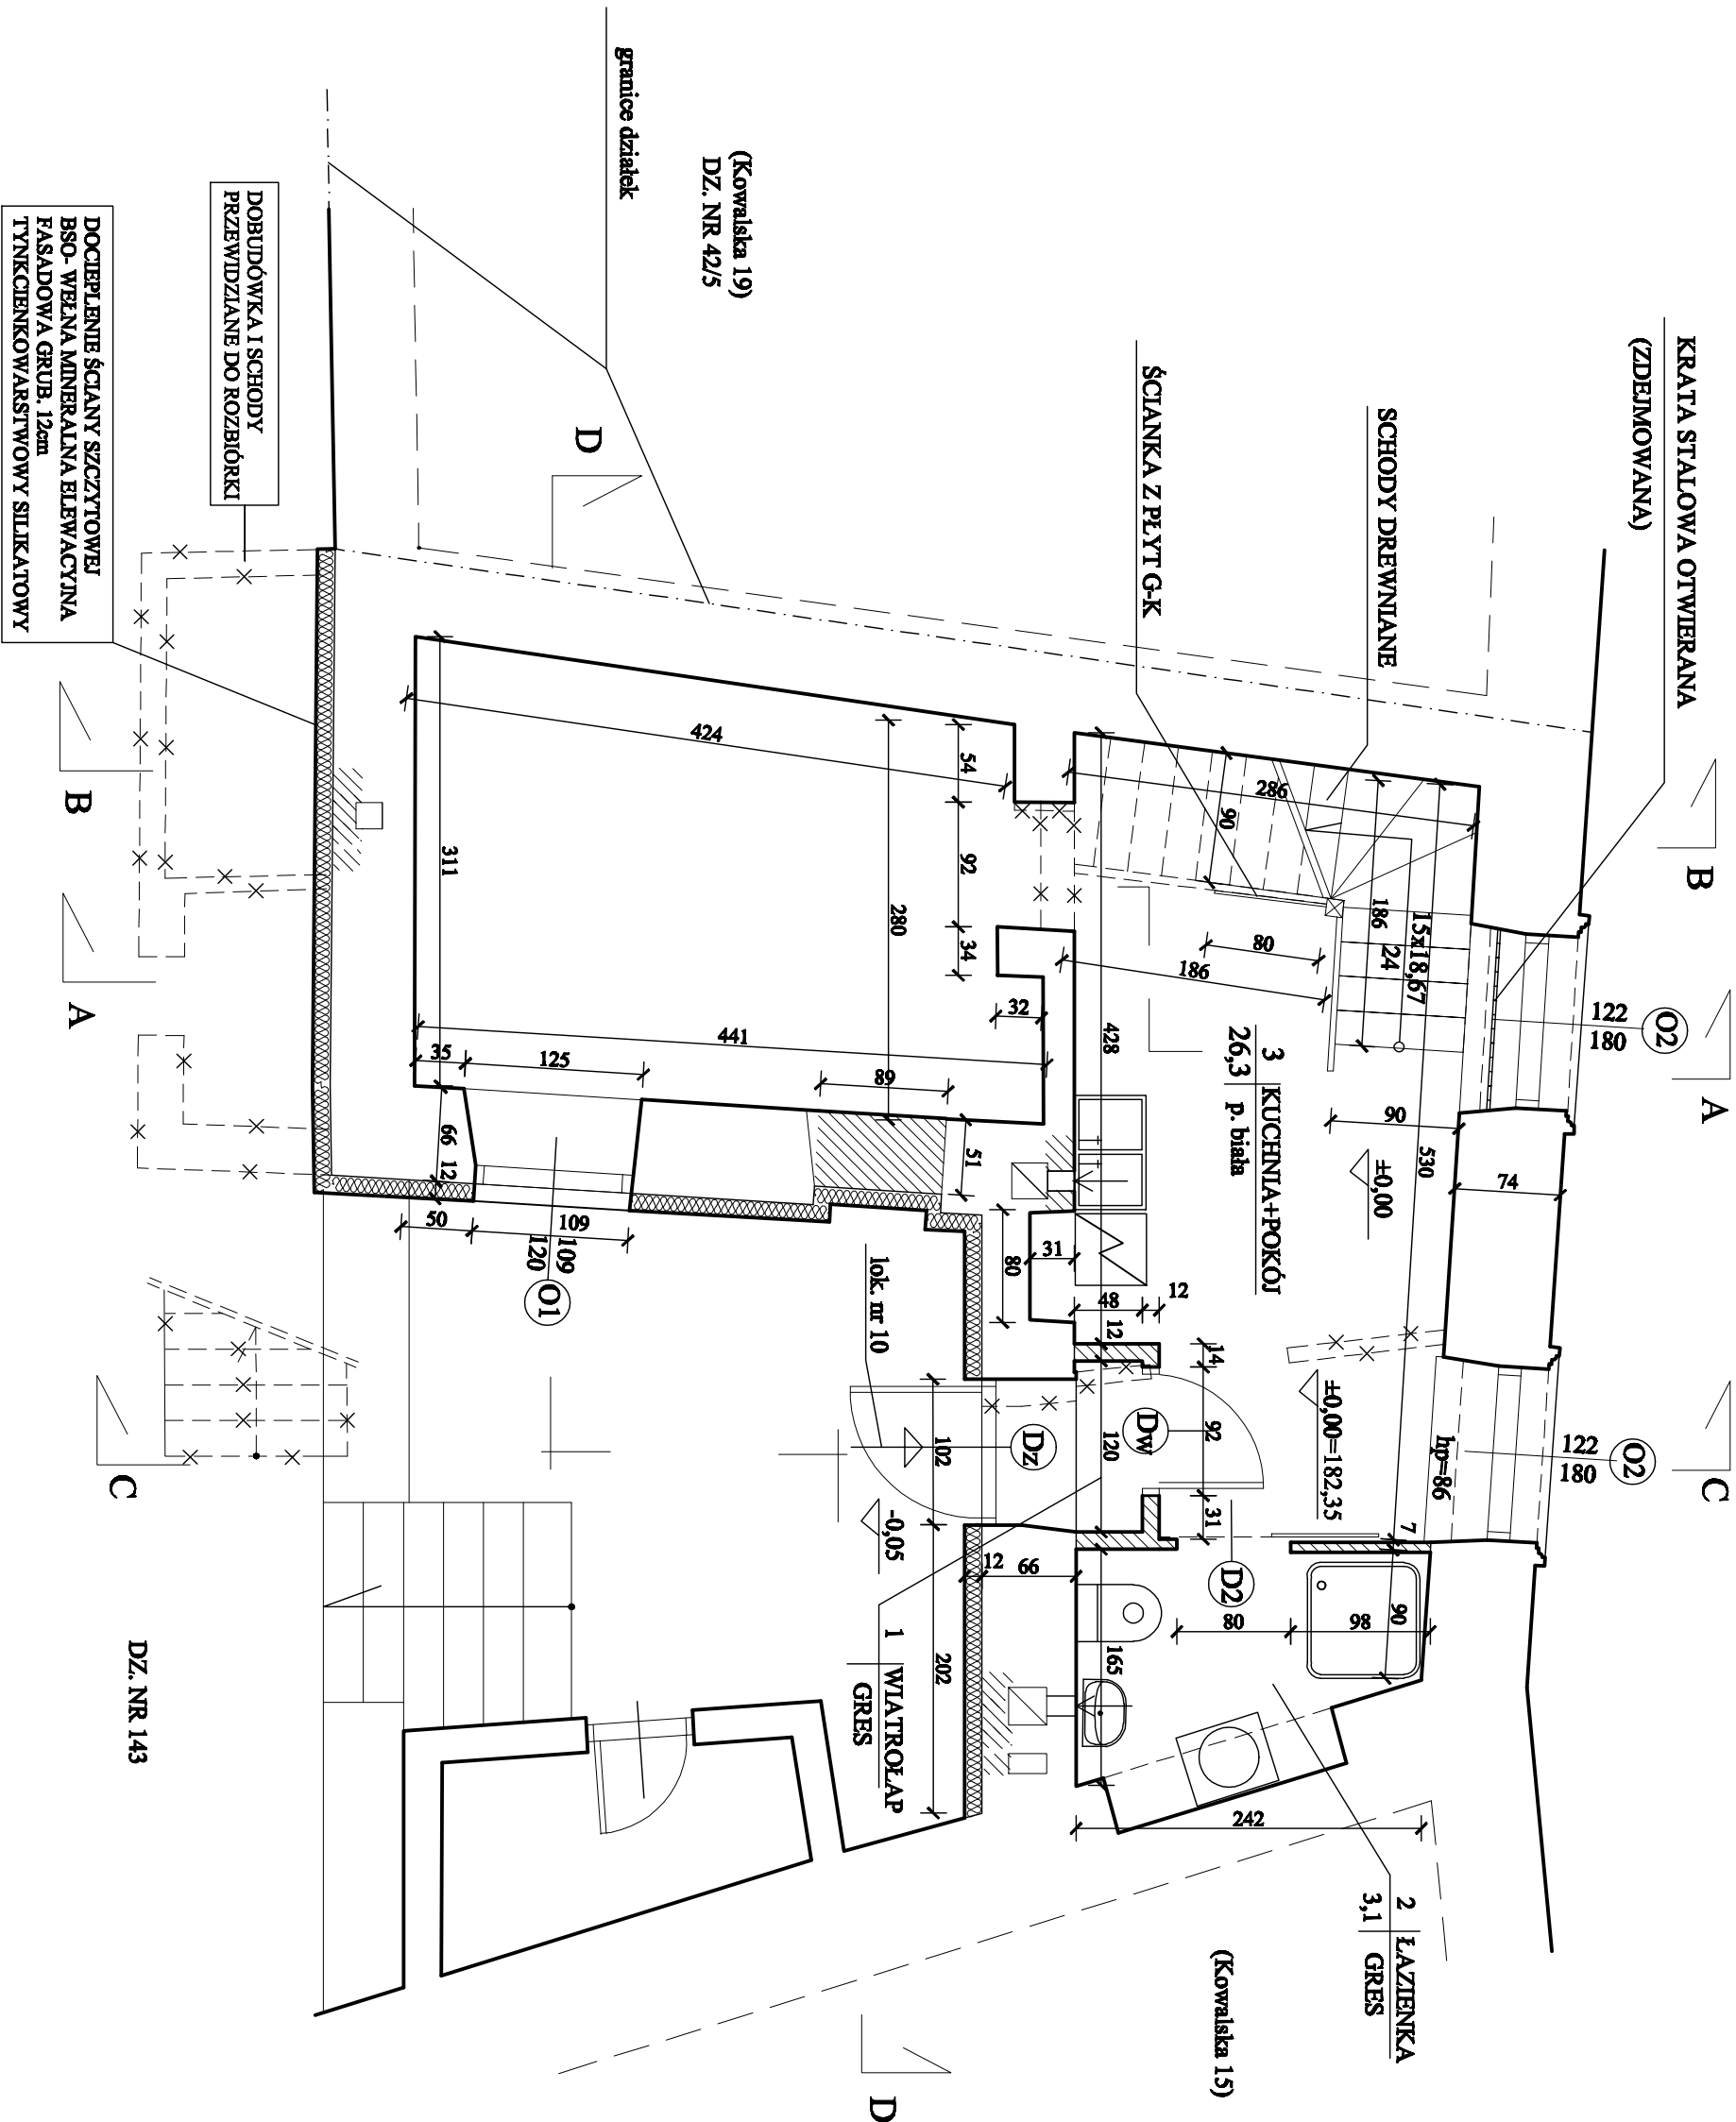 KRATA STALOWA OTWIERANA
(ZDEJMOWANA)
SCHODY DREWNIANE
ŚCIANKA Z PŁYT G-K
(Kowalska 19)
DZ. NR 42/5
granice działek
DOBUDÓWKA I SCHODY
PRZEWIDZIANE DO ROZBIÓRKI
DOCIEPLENIE ŚCIANY SZCZYTOWEJ
BSO- WEŁNA MINERALNA ELEWACYJNA
FASADOWA GRUB. 12cm
TYNKCIENKOWARSTWOWY SILIKATOWY
B
A
C
D
B
A
C
D
122
180
O2
122
180
O2
hp=86
74
90
530
±0,00
±0,00=182,35
15x18,67
24
186
286
90
80
186
428
3
KUCHNIA+POKÓJ
26,3
p. biała
424
54
92
34
280
32
311
441
35
125
89
51
66
12
50
109
109
120
O1
31
80
48
12
12
14
92
31
120
Dw
Dz
D2
102
lok. nr 10
-0,05
12
66
202
1
WIATROŁAP
GRES
7
90
98
80
165
242
2
ŁAZIENKA
3,1
GRES
(Kowalska 15)
DZ. NR 143